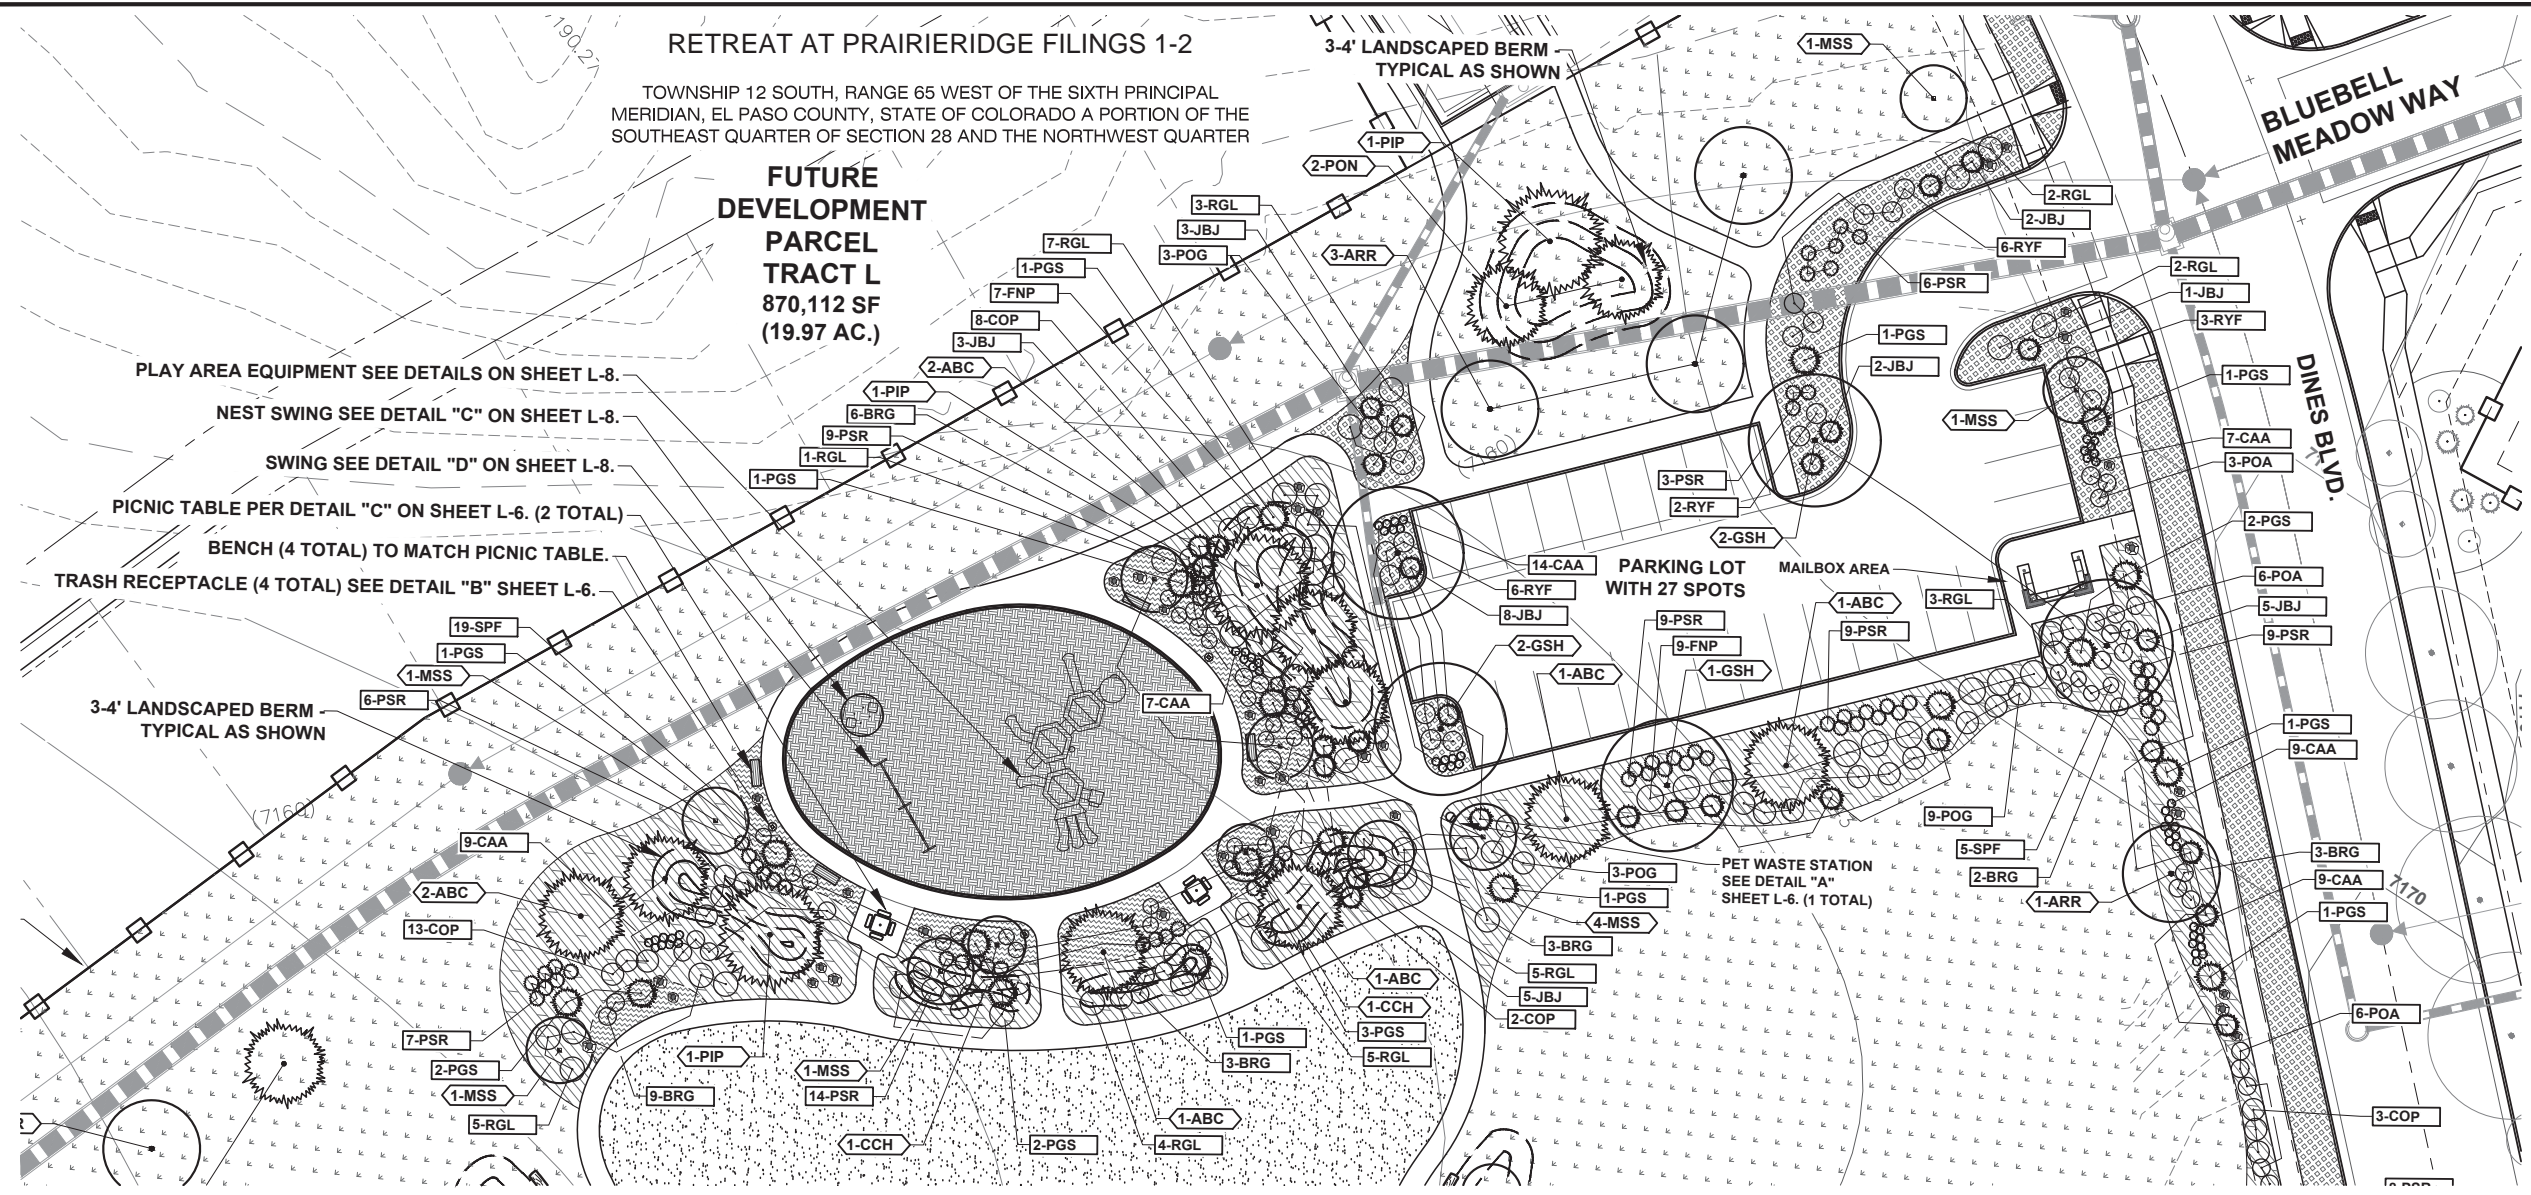 RETREAT AT PRAIRIERIDGE FILINGS 1-2
TOWNSHIP 12 SOUTH, RANGE 65 WEST OF THE SIXTH PRINCIPAL
MERIDIAN, EL PASO COUNTY, STATE OF COLORADO A PORTION OF THE
SOUTHEAST QUARTER OF SECTION 28 AND THE NORTHWEST QUARTER
FUTURE
DEVELOPMENT
PARCEL
TRACT L
870,112 SF
(19.97 AC.)
3-4' LANDSCAPED BERM -
TYPICAL AS SHOWN
1-MSS
BLUEBELL
MEADOW WAY
1-PIP
2-PON
3-RGL
3-JBJ
3-POG
3-ARR
7-RGL
1-PGS
7-FNP
8-COP
3-JBJ
2-ABC
1-PIP
6-BRG
9-PSR
1-RGL
1-PGS
2-RGL
2-JBJ
6-RYF
6-PSR
1-PGS
2-JBJ
2-RGL
1-JBJ
3-RYF
1-PGS
1-MSS
7-CAA
3-POA
DINES BLVD.
PLAY AREA EQUIPMENT SEE DETAILS ON SHEET L-8.
NEST SWING SEE DETAIL "C" ON SHEET L-8.
SWING SEE DETAIL "D" ON SHEET L-8.
PICNIC TABLE PER DETAIL "C" ON SHEET L-6. (2 TOTAL)
BENCH (4 TOTAL) TO MATCH PICNIC TABLE.
TRASH RECEPTACLE (4 TOTAL) SEE DETAIL "B" SHEET L-6.
3-PSR
2-RYF
2-GSH
2-PGS
14-CAA
6-RYF
8-JBJ
2-GSH
PARKING LOT
WITH 27 SPOTS
MAILBOX AREA
3-RGL
6-POA
5-JBJ
9-PSR
9-PSR
9-FNP
1-GSH
1-ABC
1-ABC
9-PSR
19-SPF
1-PGS
1-MSS
6-PSR
3-4' LANDSCAPED BERM -
TYPICAL AS SHOWN
7-CAA
1-PGS
9-CAA
(7160)
9-CAA
2-ABC
13-COP
7-PSR
2-PGS
1-MSS
5-RGL
9-POG
5-SPF
2-BRG
1-ARR
3-BRG
9-CAA
1-PGS
7170
3-POG
1-PGS
4-MSS
3-BRG
5-RGL
5-JBJ
2-COP
PET WASTE STATION
SEE DETAIL "A"
SHEET L-6. (1 TOTAL)
1-ABC
1-CCH
3-PGS
5-RGL
1-PGS
3-BRG
1-PIP
9-BRG
1-MSS
14-PSR
1-CCH
2-PGS
1-ABC
4-RGL
6-POA
3-COP